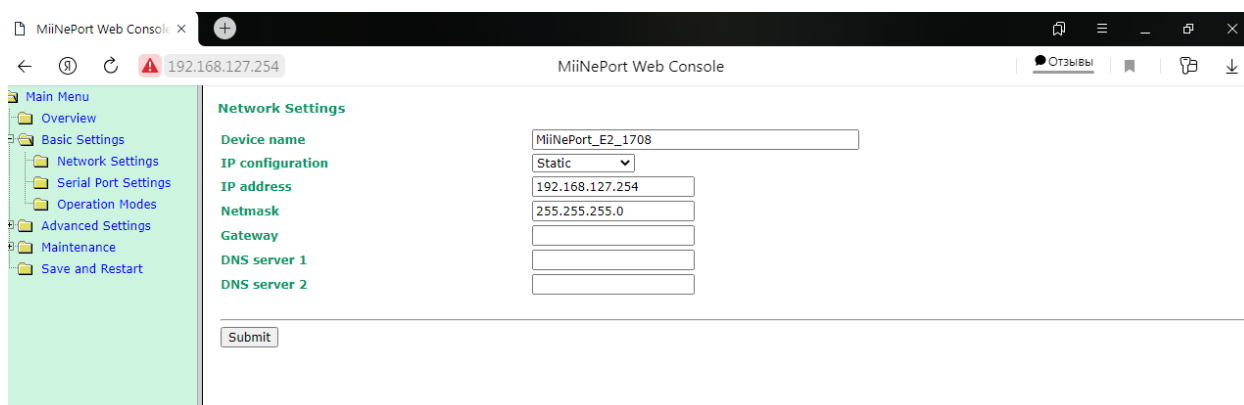 MiiNePort Web Console
192.168.127.254
MiiNePort Web Console
Отзывы
Main Menu
Overview
Basic Settings
Network Settings
Serial Port Settings
Operation Modes
Advanced Settings
Maintenance
Save and Restart
Network Settings
Device name MiiNePort_E2_1708
IP configuration Static
IP address 192.168.127.254
Netmask 255.255.255.0
Gateway
DNS server 1
DNS server 2
Submit